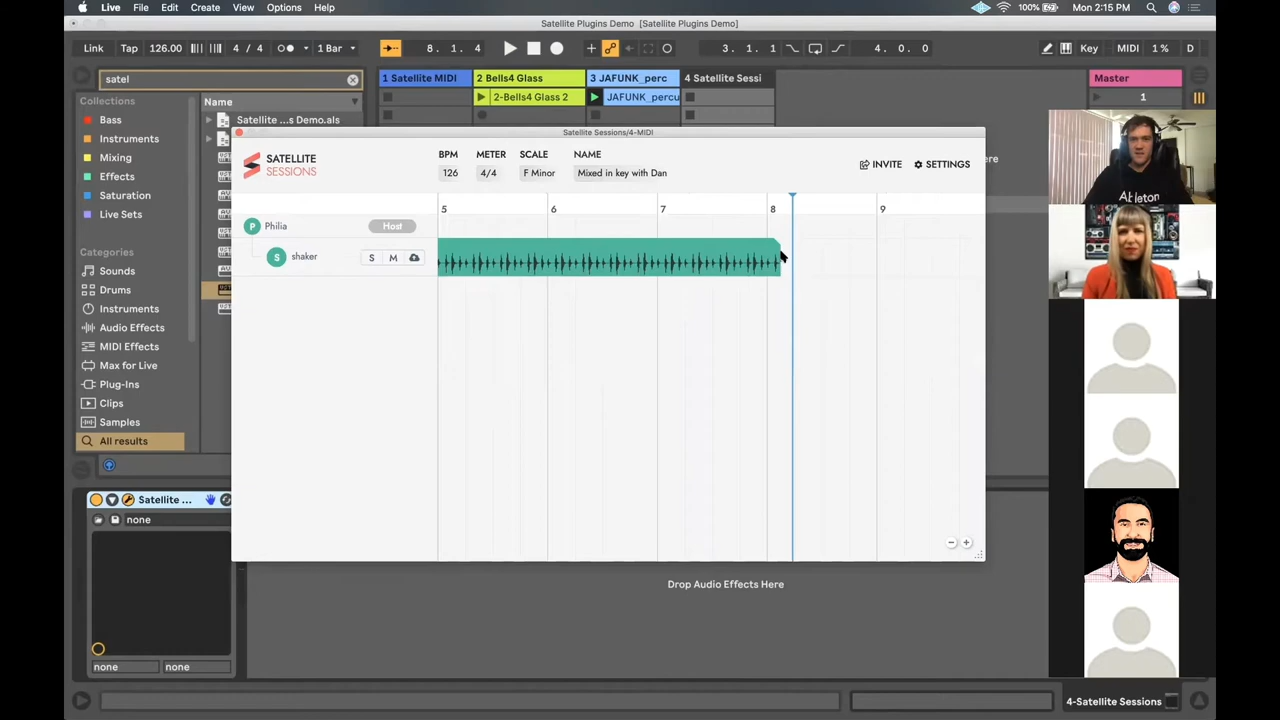 Live File Edit Create View Options Help 100% Mon 2:15 PM
Satellite Plugins Demo [Satellite Plugins Demo]
Link Tap 126.00 4 / 4 1 Bar 8. 1. 4 3. 1. 1 4. 0. 0 Key MIDI 1 % D
satel
1 Satellite MIDI 2 Bells4 Glass 3 JAFUNK_perc 4 Satellite Sessi Master
2-Bells4 Glass 2 JAFUNK_percu 1
Collections Name
Bass Satellite ...s Demo.als
Instruments
Mixing
Effects
Saturation
Live Sets
Categories
Sounds
Drums
Instruments
Audio Effects
MIDI Effects
Max for Live
Plug-Ins
Clips
Samples
All results
Satellite Sessions/4-MIDI
SATELLITE
SESSIONS
BPM METER SCALE NAME
126 4/4 F Minor Mixed in key with Dan
INVITE SETTINGS
5 6 7 8 9
P Philia Host
S shaker S M
ere
Ableton
Satellite ...
none
none none
Drop Audio Effects Here
4-Satellite Sessions